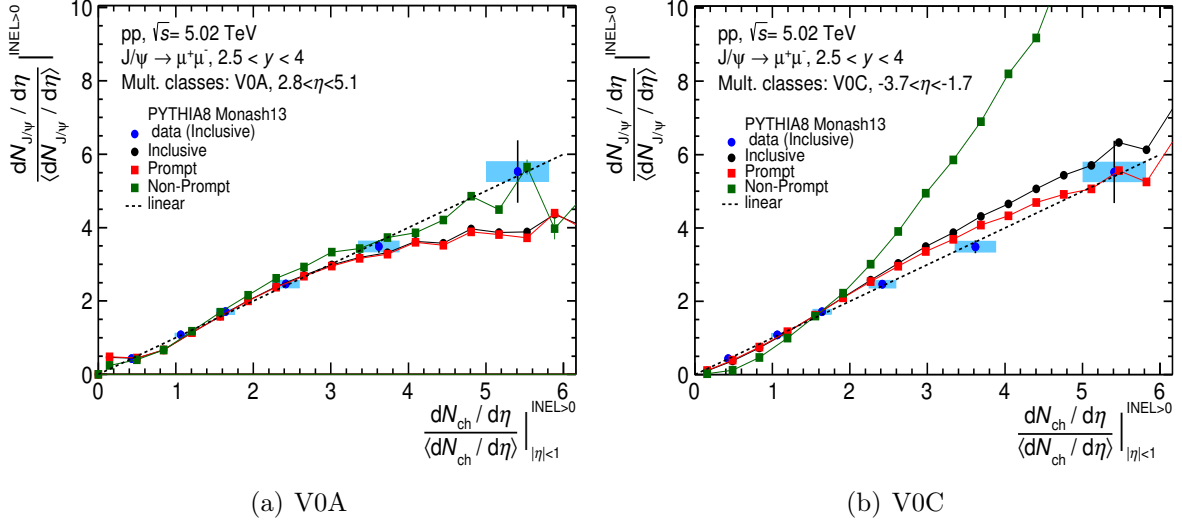 pp, √s= 5.02 TeV
J/ψ → μ⁺μ⁻, 2.5 < y < 4
Mult. classes: V0A, 2.8<η<5.1
PYTHIA8 Monash13
data (Inclusive)
Inclusive
Prompt
Non-Prompt
linear
dN_J/ψ / dη
⟨dN_J/ψ / dη⟩
INEL>0
10
8
6
4
2
0
0 1 2 3 4 5 6
dN_ch / dη
⟨dN_ch / dη⟩
INEL>0
|η|<1
(a) V0A
pp, √s= 5.02 TeV
J/ψ → μ⁺μ⁻, 2.5 < y < 4
Mult. classes: V0C, -3.7<η<-1.7
PYTHIA8 Monash13
data (Inclusive)
Inclusive
Prompt
Non-Prompt
linear
dN_J/ψ / dη
⟨dN_J/ψ / dη⟩
INEL>0
10
8
6
4
2
0
0 1 2 3 4 5 6
dN_ch / dη
⟨dN_ch / dη⟩
INEL>0
|η|<1
(b) V0C